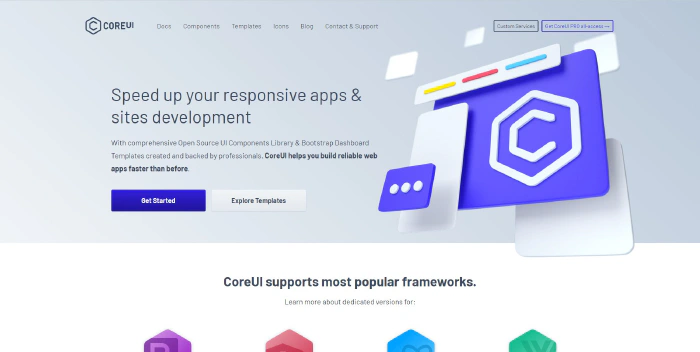 COREUI
Docs Components Templates Icons Blog Contact & Support
Custom Services Get CoreUI PRO all-access →
Speed up your responsive apps &
sites development
With comprehensive Open Source UI Components Library & Bootstrap Dashboard
Templates created and backed by professionals. CoreUI helps you build reliable web
apps faster than before.
Get Started Explore Templates
CoreUI supports most popular frameworks.
Learn more about dedicated versions for: